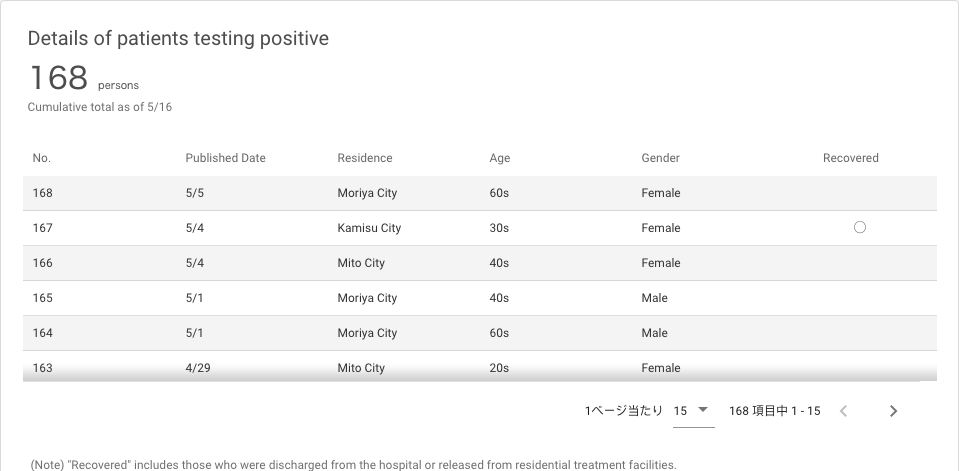 Details of patients testing positive
168 persons
Cumulative total as of 5/16
No. Published Date Residence Age Gender Recovered
168 5/5 Moriya City 60s Female
167 5/4 Kamisu City 30s Female ○
166 5/4 Mito City 40s Female
165 5/1 Moriya City 40s Male
164 5/1 Moriya City 60s Male
163 4/29 Mito City 20s Female
1ページ当たり 15 168 項目中 1 - 15
(Note) "Recovered" includes those who were discharged from the hospital or released from residential treatment facilities.